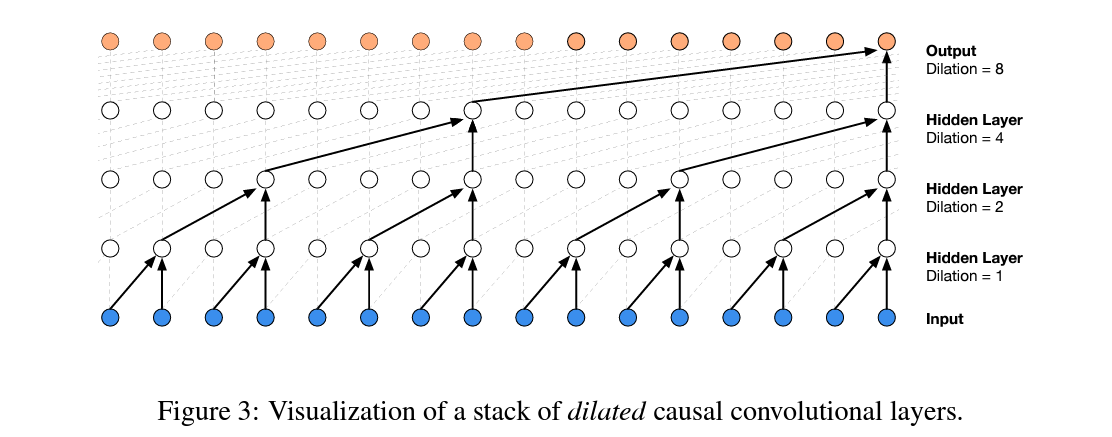 Output
Dilation = 8
Hidden Layer
Dilation = 4
Hidden Layer
Dilation = 2
Hidden Layer
Dilation = 1
Input
Figure 3: Visualization of a stack of dilated causal convolutional layers.